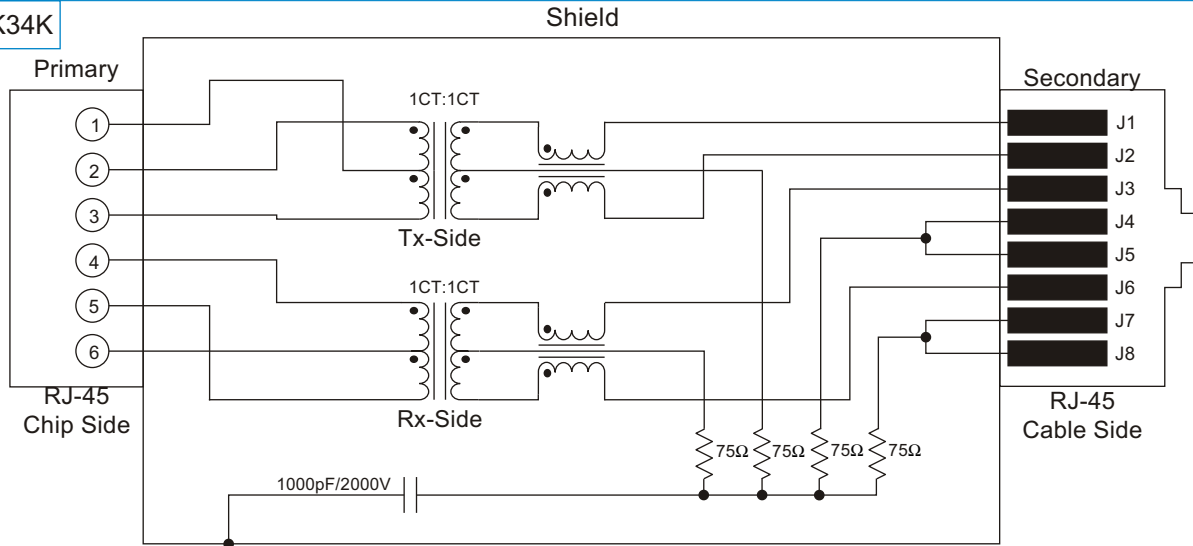 K34K
Shield
Primary
Secondary
1
2
3
4
5
6
1CT:1CT
Tx-Side
1CT:1CT
Rx-Side
J1
J2
J3
J4
J5
J6
J7
J8
RJ-45
Chip Side
RJ-45
Cable Side
75Ω
75Ω
75Ω
75Ω
1000pF/2000V